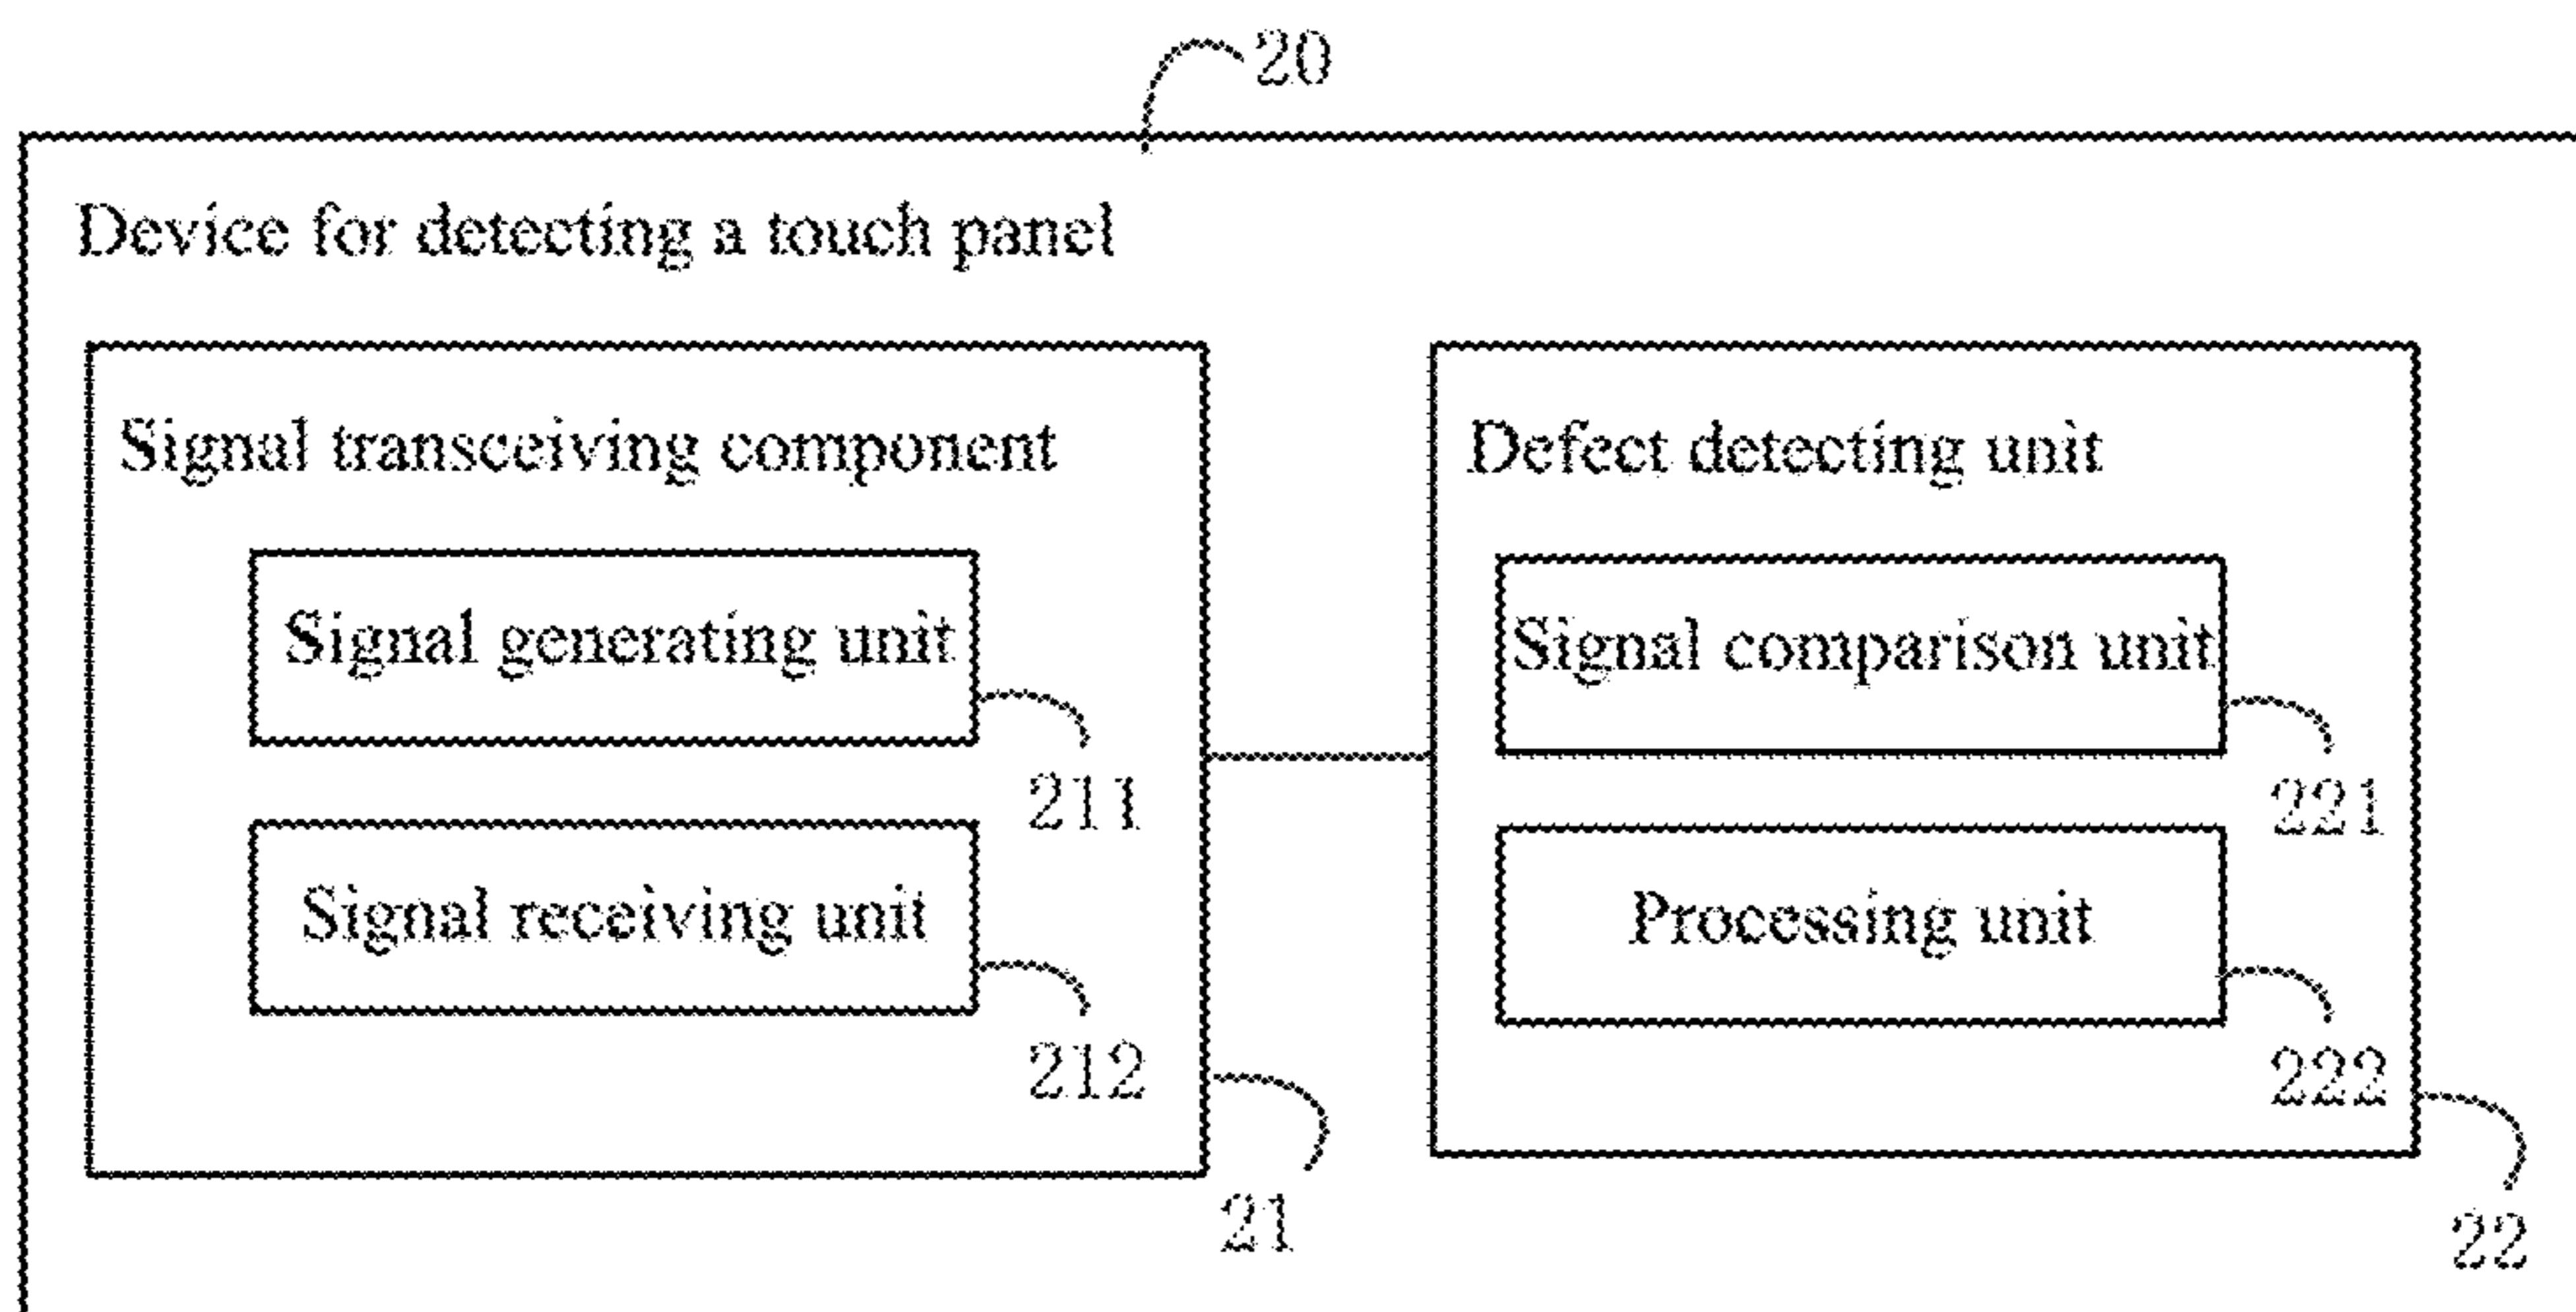 20
Device for detecting a touch panel
Signal transceiving component
Signal generating unit
211
Signal receiving unit
212
21
Defect detecting unit
Signal comparison unit
221
Processing unit
222
22